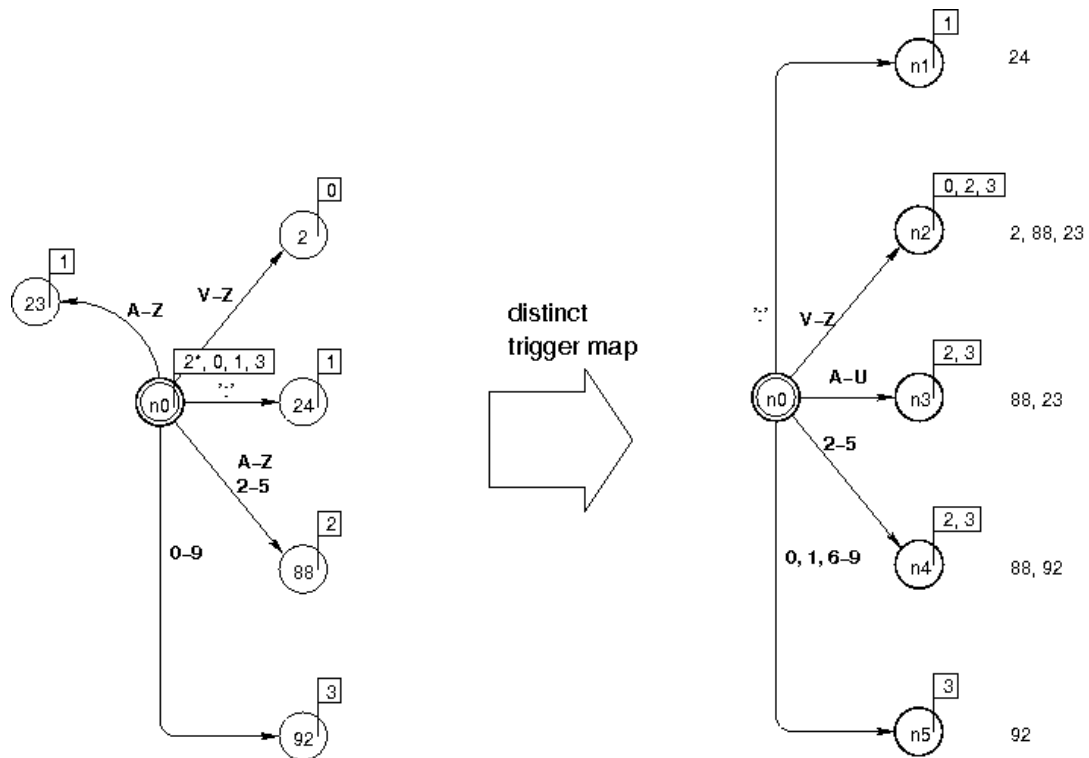 1
n1
24
0
2
0, 2, 3
n2
2, 88, 23
1
23
A–Z
V–Z
distinct
trigger map
V–Z
2*, 0, 1, 3
n0
1
24
n0
A–U
2, 3
n3
88, 23
A–Z
2–5
2–5
2
88
0–9
0, 1, 6–9
2, 3
n4
88, 92
3
92
3
n5
92